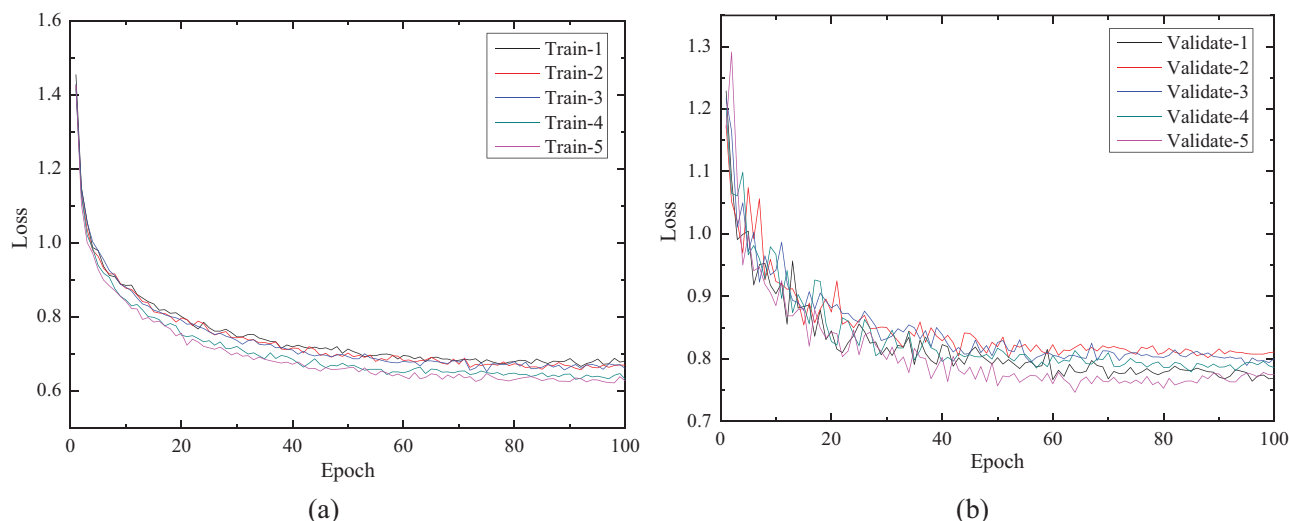 1.6
1.4
1.2
1.0
0.8
0.6
Loss
0 20 40 60 80 100
Epoch
Train-1
Train-2
Train-3
Train-4
Train-5
(a)
1.3
1.2
1.1
1.0
0.9
0.8
0.7
Loss
0 20 40 60 80 100
Epoch
Validate-1
Validate-2
Validate-3
Validate-4
Validate-5
(b)